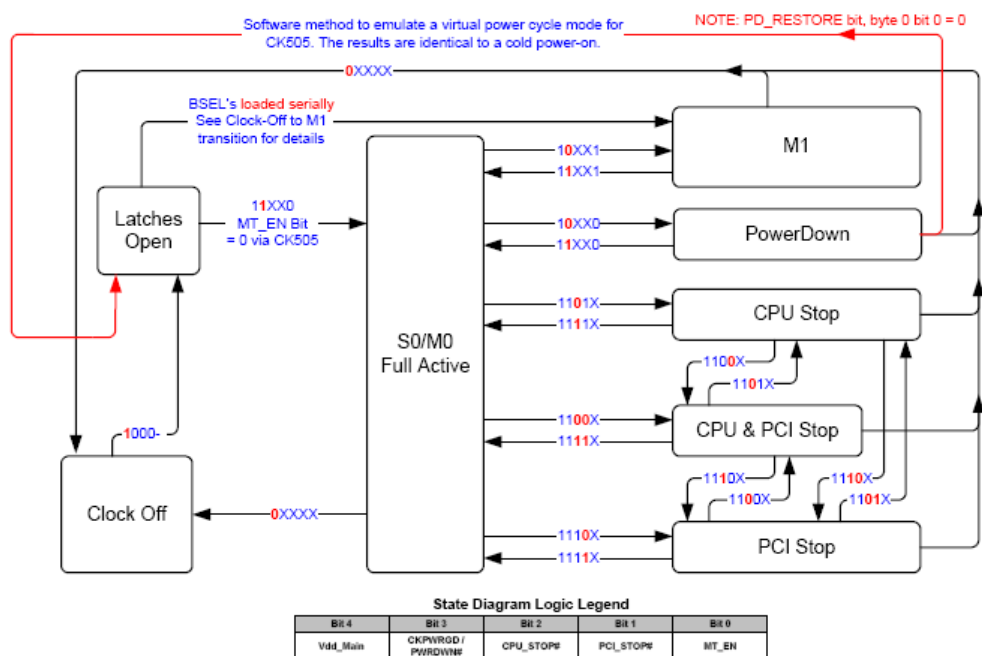 Software method to emulate a virtual power cycle mode for
CK505. The results are identical to a cold power-on.
NOTE: PD_RESTORE bit, byte 0 bit 0 = 0
0XXXX
BSEL's loaded serially
See Clock-Off to M1
transition for details
M1
10XX1
11XX1
Latches
Open
11XX0
MT_EN Bit
= 0 via CK505
10XX0
11XX0
PowerDown
S0/M0
Full Active
1101X
1111X
CPU Stop
1100X
1101X
1100X
1111X
CPU & PCI Stop
1000-
Clock Off
0XXXX
1110X
1100X
1110X
1101X
1110X
1111X
PCI Stop
State Diagram Logic Legend
Bit 4 Bit 3 Bit 2 Bit 1 Bit 0
Vdd_Main CKPWRGD / PWRDWN# CPU_STOP# PCI_STOP# MT_EN